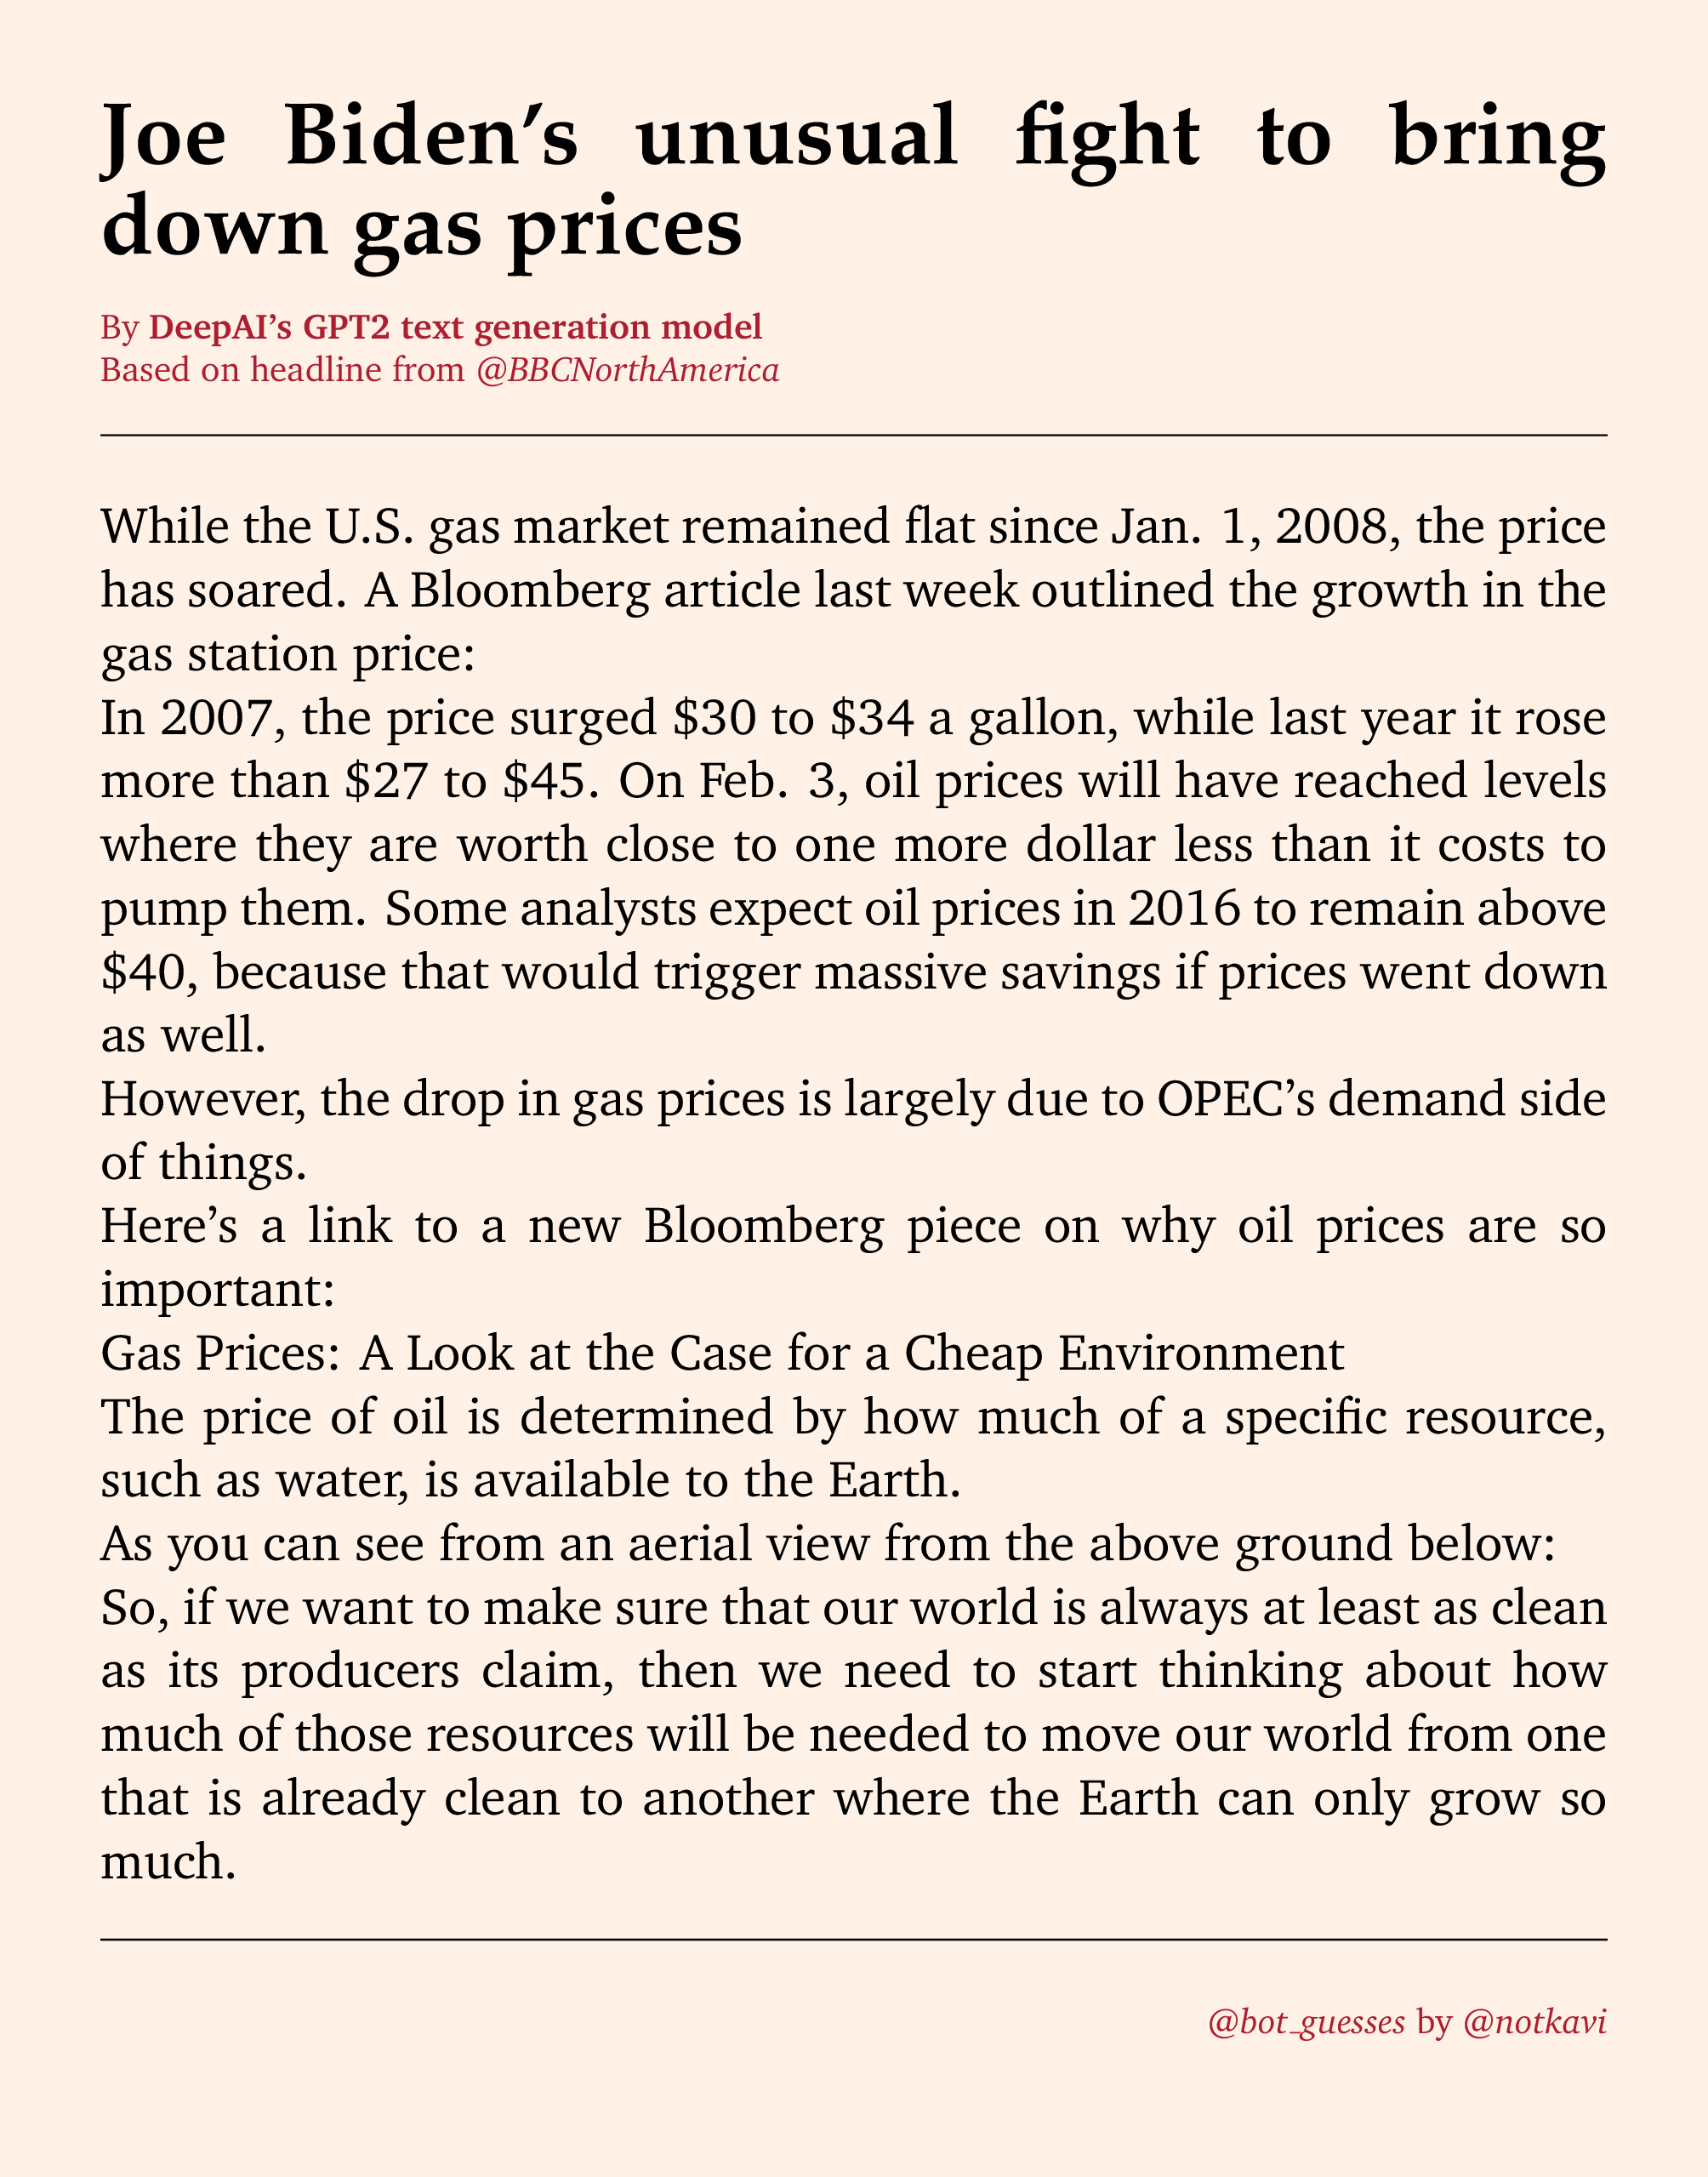 Joe Biden’s unusual fight to bring
down gas prices
By DeepAI’s GPT2 text generation model
Based on headline from @BBCNorthAmerica
While the U.S. gas market remained flat since Jan. 1, 2008, the price
has soared. A Bloomberg article last week outlined the growth in the
gas station price:
In 2007, the price surged $30 to $34 a gallon, while last year it rose
more than $27 to $45. On Feb. 3, oil prices will have reached levels
where they are worth close to one more dollar less than it costs to
pump them. Some analysts expect oil prices in 2016 to remain above
$40, because that would trigger massive savings if prices went down
as well.
However, the drop in gas prices is largely due to OPEC’s demand side
of things.
Here’s a link to a new Bloomberg piece on why oil prices are so
important:
Gas Prices: A Look at the Case for a Cheap Environment
The price of oil is determined by how much of a specific resource,
such as water, is available to the Earth.
As you can see from an aerial view from the above ground below:
So, if we want to make sure that our world is always at least as clean
as its producers claim, then we need to start thinking about how
much of those resources will be needed to move our world from one
that is already clean to another where the Earth can only grow so
much.
@bot_guesses by @notkavi